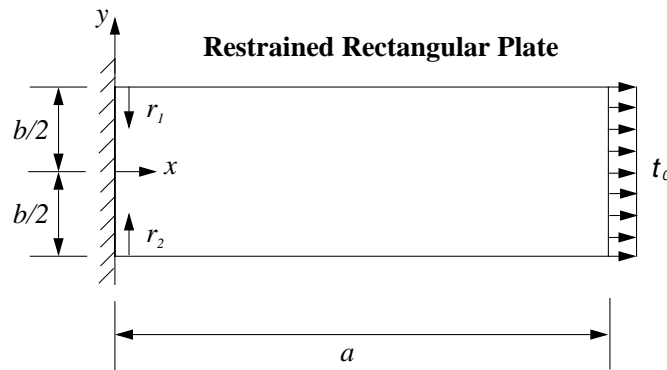 y
Restrained Rectangular Plate
r₁
b/2
x
t₀
b/2
r₂
a